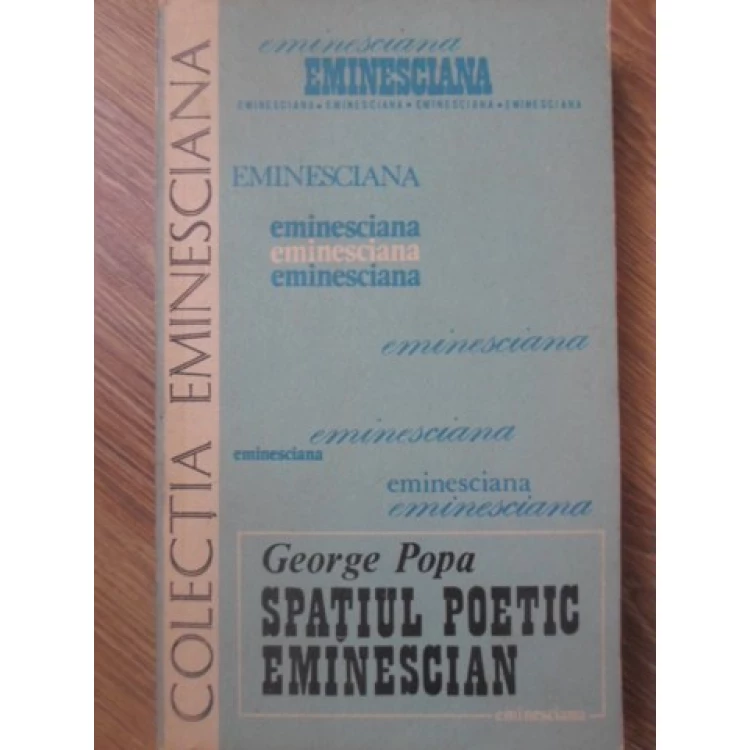 COLECȚIA EMINESCIANA
eminesciana
EMINESCIANA
EMINESCIANA • EMINESCIANA • EMINESCIANA • EMINESCIANA
EMINESCIANA
eminesciana
eminesciana
eminesciana
eminesciana
eminesciana
eminesciana
eminesciana
eminesciana
George Popa
SPAȚIUL POETIC
EMINESCIAN
eminesciana